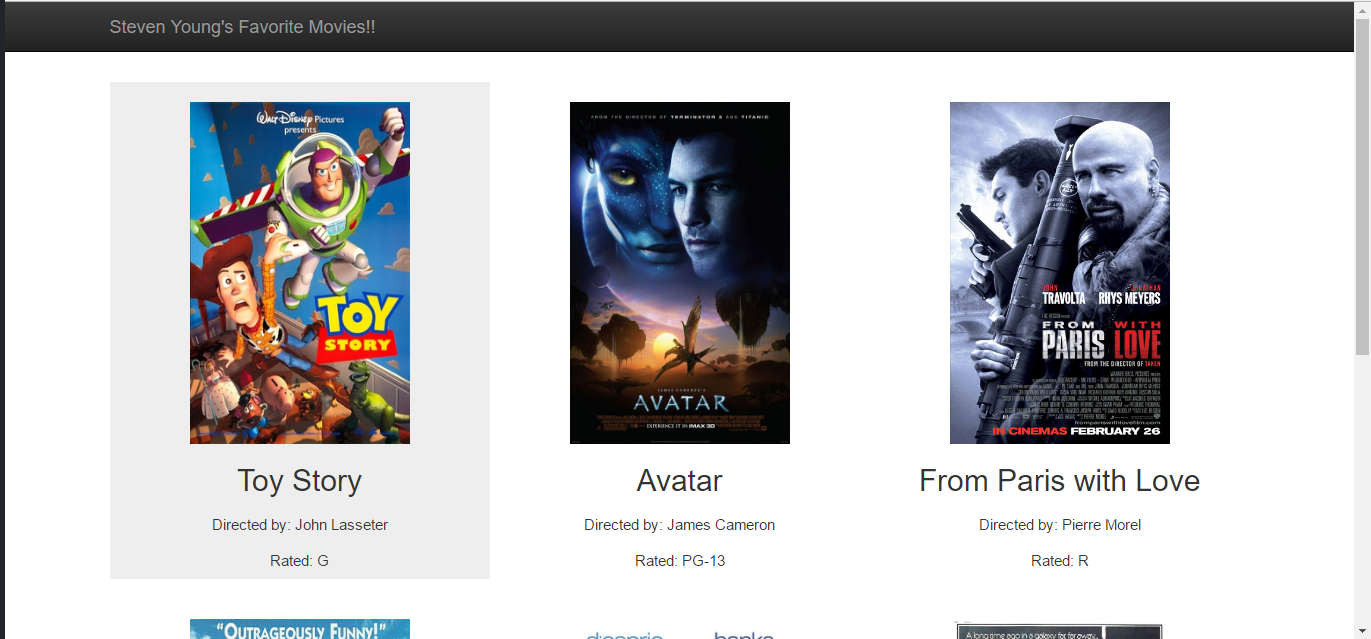 Steven Young's Favorite Movies!!
WALT DISNEY Pictures
presents
TOY
STORY
Toy Story
Directed by: John Lasseter
Rated: G
FROM THE DIRECTOR OF TERMINATOR 2 AND TITANIC
JAMES CAMERON'S
AVATAR
EXPERIENCE IT IN IMAX 3D
Avatar
Directed by: James Cameron
Rated: PG-13
JOHN TRAVOLTA
JONATHAN RHYS MEYERS
FROM PARIS WITH LOVE
FROM THE DIRECTOR OF TAKEN
frompariswithlovefilm.com
IN CINEMAS FEBRUARY 26
From Paris with Love
Directed by: Pierre Morel
Rated: R
"OUTRAGEOUSLY FUNNY!"
dicaprio hanks
A long time ago in a galaxy far, far away...